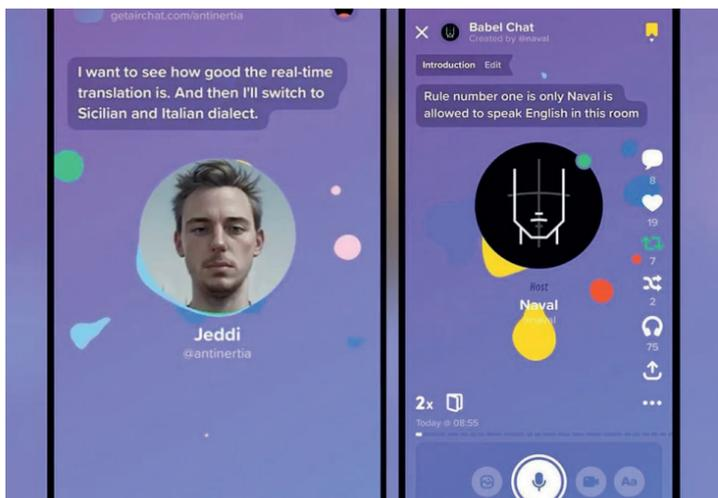 getairchat.com/antinertia
I want to see how good the real-time
translation is. And then I'll switch to
Sicilian and Italian dialect.
Jeddi
@antinertia
Babel Chat
Created by @naval
Introduction Edit
Rule number one is only Naval is
allowed to speak English in this room
8
19
7
2
75
Host
Naval
@naval
2x
Today @ 08:55
Aa